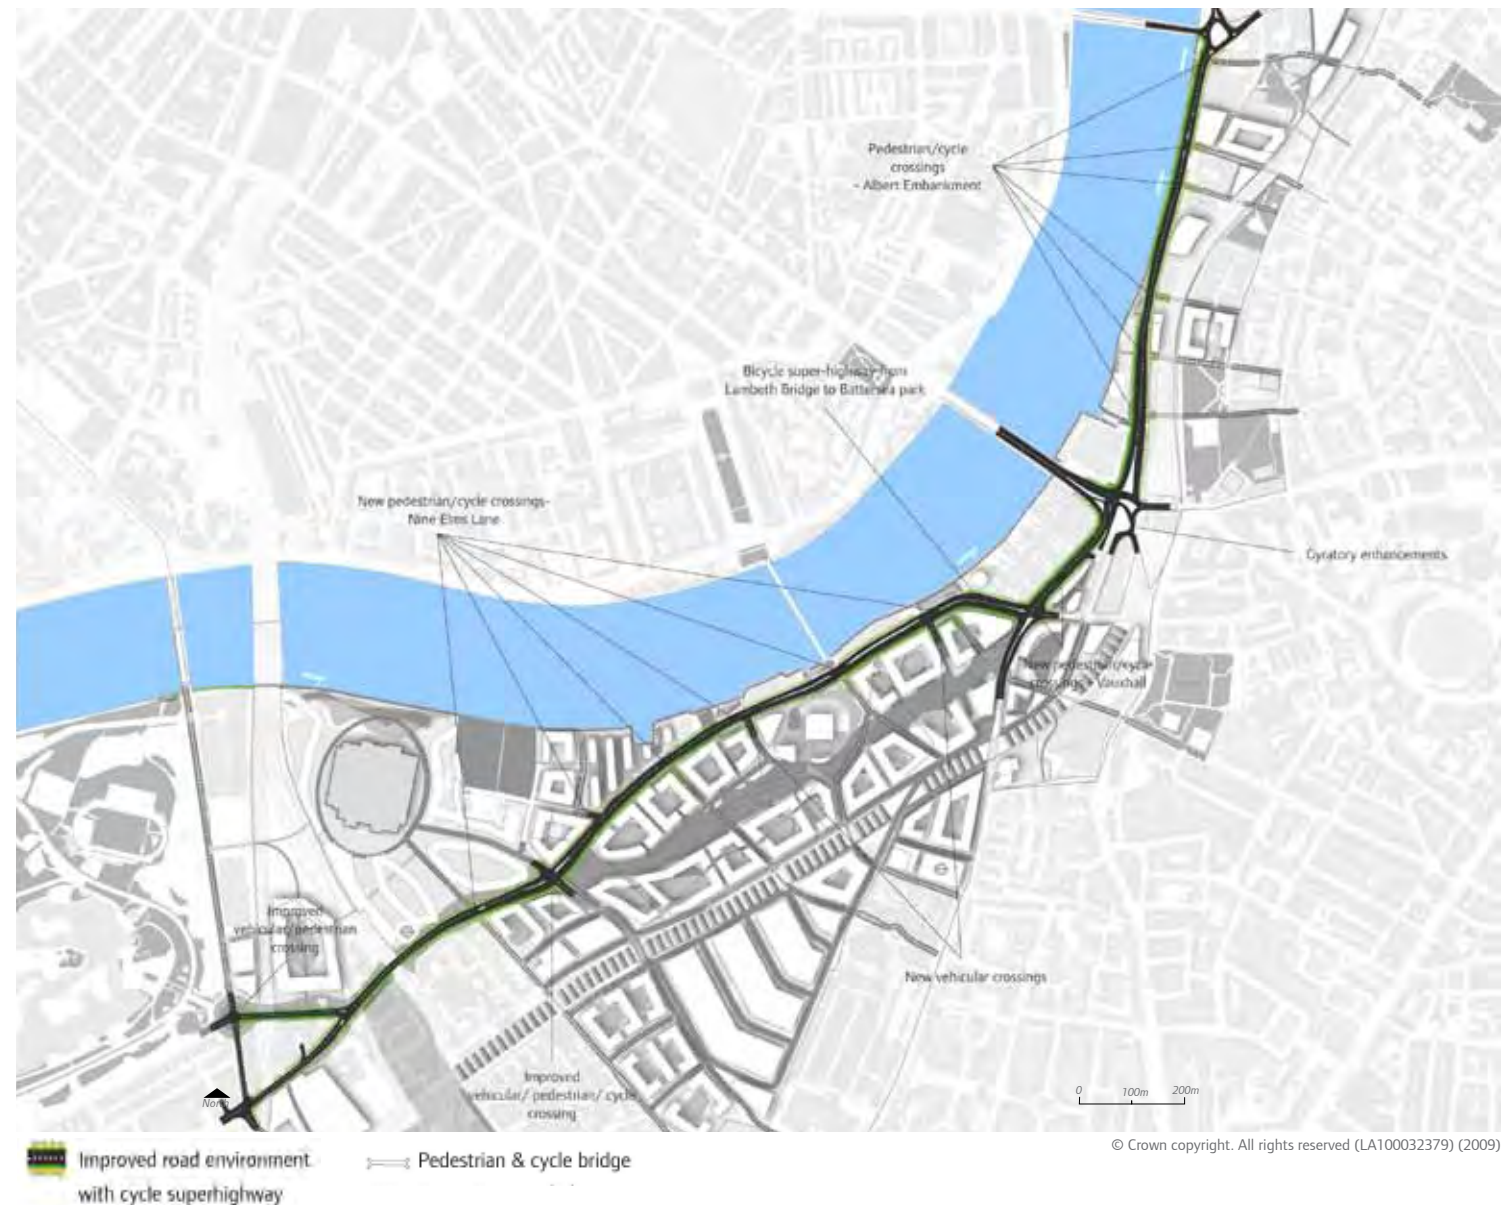 Pedestrian/cycle
crossings
- Albert Embankment
Bicycle super-highway from
Lambeth Bridge to Battersea park
New pedestrian/cycle crossings-
Nine Elms Lane
Gyratory enhancements
New pedestrian/cycle
crossings - Vauxhall
Improved
vehicular/pedestrian
crossing
New vehicular crossings
Improved
vehicular/ pedestrian/ cycle
crossing
North
0 100m 200m
© Crown copyright. All rights reserved (LA100032379) (2009)
Improved road environment
with cycle superhighway
Pedestrian & cycle bridge